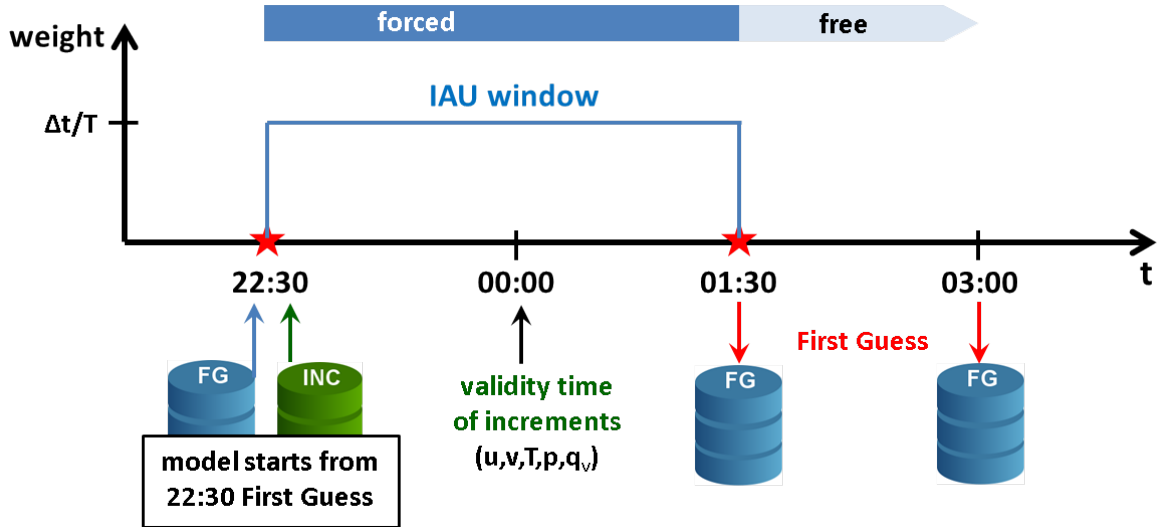 forced
free
weight
IAU window
Δt/T
22:30
00:00
01:30
03:00
t
First Guess
FG
INC
validity time
of increments
(u,v,T,p,qᵥ)
FG
FG
model starts from
22:30 First Guess